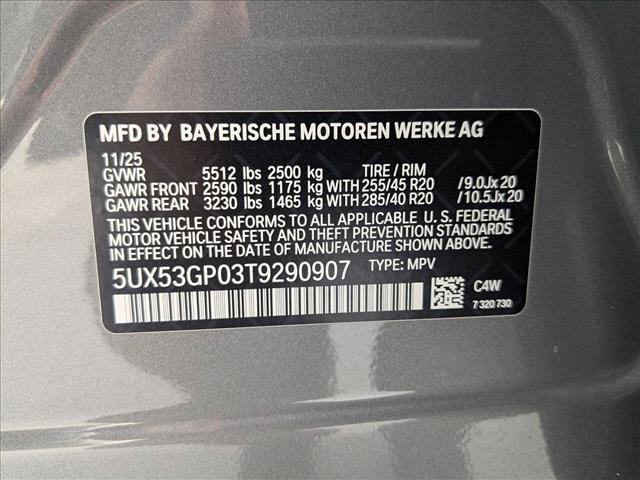 MFD BY BAYERISCHE MOTOREN WERKE AG
11/25
GVWR 5512 lbs 2500 kg TIRE / RIM
GAWR FRONT 2590 lbs 1175 kg WITH 255/45 R20 /9.0Jx20
GAWR REAR 3230 lbs 1465 kg WITH 285/40 R20 /10.5Jx20
THIS VEHICLE CONFORMS TO ALL APPLICABLE U. S. FEDERAL
MOTOR VEHICLE SAFETY AND THEFT PREVENTION STANDARDS
IN EFFECT ON THE DATE OF MANUFACTURE SHOWN ABOVE.
5UX53GP03T9290907 TYPE: MPV
C4W
7 320 730